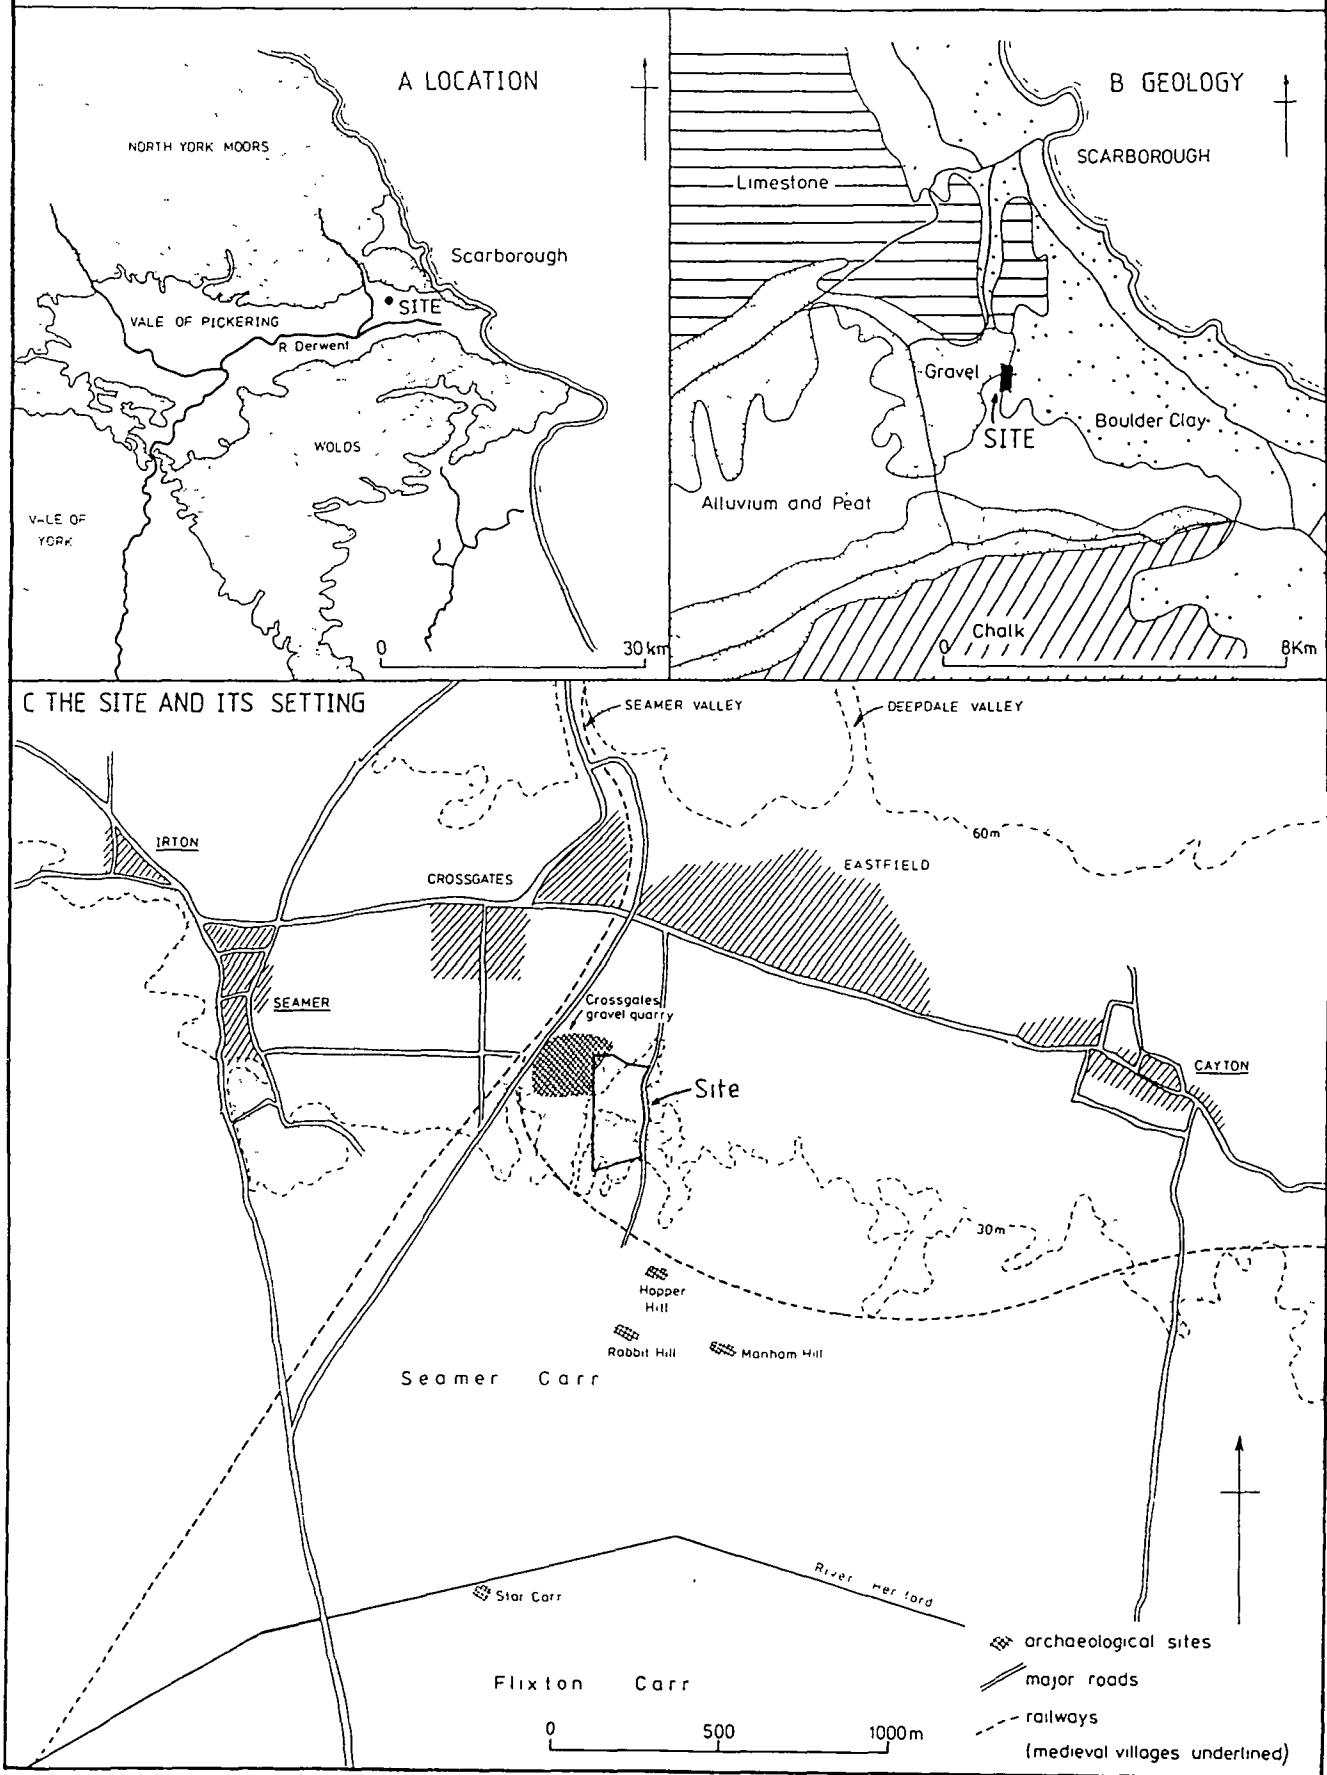 A LOCATION
NORTH YORK MOORS
Scarborough
SITE
VALE OF PICKERING
R Derwent
WOLDS
VALE OF
YORK
0 30 km
B GEOLOGY
SCARBOROUGH
Limestone
Gravel
SITE
Boulder Clay
Alluvium and Peat
Chalk
0 8Km
C THE SITE AND ITS SETTING
SEAMER VALLEY
DEEPDALE VALLEY
60m
IRTON
CROSSGATES
EASTFIELD
SEAMER
Crossgates
gravel quarry
Site
CAYTON
30m
Hopper
Hill
Rabbit Hill
Manham Hill
Seamer Carr
River Hertford
Star Carr
Flixton Carr
archaeological sites
major roads
railways
(medieval villages underlined)
0 500 1000m